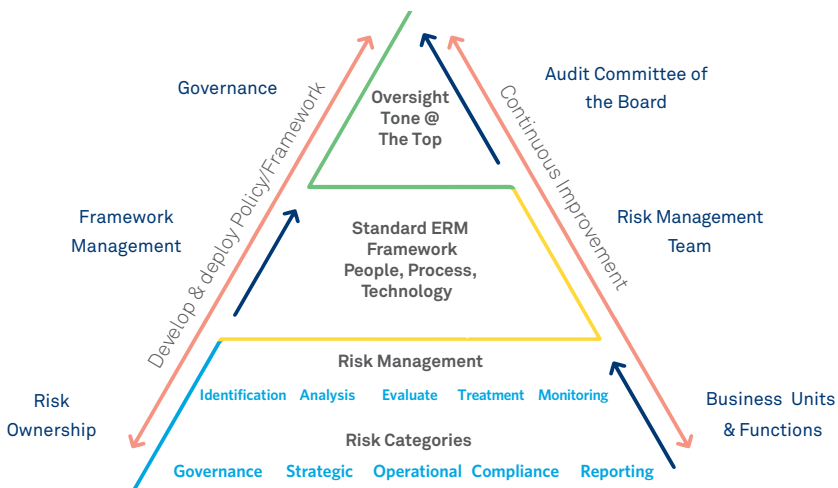 Governance
Oversight
Tone @
The Top
Audit Committee of
the Board
Develop & deploy Policy/Framework
Continuous Improvement
Framework
Management
Standard ERM
Framework
People, Process,
Technology
Risk Management
Team
Risk Management
Identification Analysis Evaluate Treatment Monitoring
Risk
Ownership
Business Units
& Functions
Risk Categories
Governance Strategic Operational Compliance Reporting